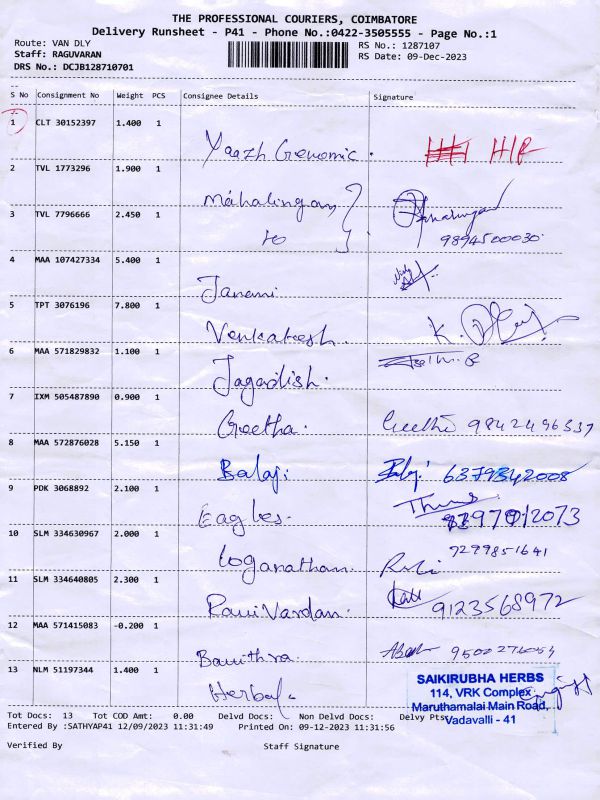 THE PROFESSIONAL COURIERS, COIMBATORE
Delivery Runsheet - P41 - Phone No.:0422-3505555 - Page No.:1
Route: VAN DLY RS No.: 1287107
Staff: RAGUVARAN RS Date: 09-Dec-2023
DRS No.: DCJB128710701
S No Consignment No Weight PCS Consignee Details Signature
1 CLT 30152397 1.400 1
Yaazh Genomic.
2 TVL 1773296 1.900 1
Mahalingam
3 TVL 7796666 2.450 1
to 9894500030
4 MAA 107427334 5.400 1
Janani
5 TPT 3076196 7.800 1
Venkatesh. K.
6 MAA 571829832 1.100 1
Jagadish.
7 IXM 505487890 0.900 1
Geetha. Geetha
8 MAA 572876028 5.150 1
Balaji Balaji 6379342008
9 PDK 3068892 2.100 1
Eagles.
10 SLM 334630967 2.000 1
7299851641
Loganathan.
11 SLM 334640805 2.300 1
Ravi Vardan. 9123568972
12 MAA 571415083 -0.200 1
Bavithra
13 NLM 51197344 1.400 1
Herbal
SAIKIRUBHA HERBS
114, VRK Complex
Maruthamalai Main Road,
Vadavalli - 41
Tot Docs: 13 Tot COD Amt: 0.00 Delvd Docs: Non Delvd Docs: Delvy Pts:
Entered By :SATHYAP41 12/09/2023 11:31:49 Printed On: 09-12-2023 11:31:56
Verified By Staff Signature